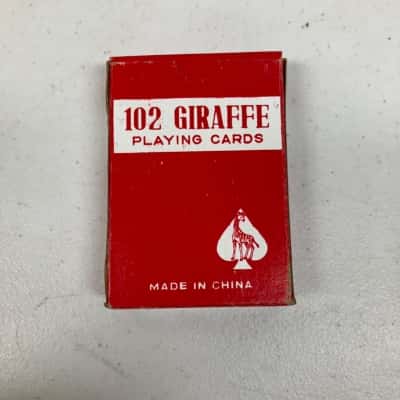 102 GIRAFFE
PLAYING CARDS
MADE IN CHINA